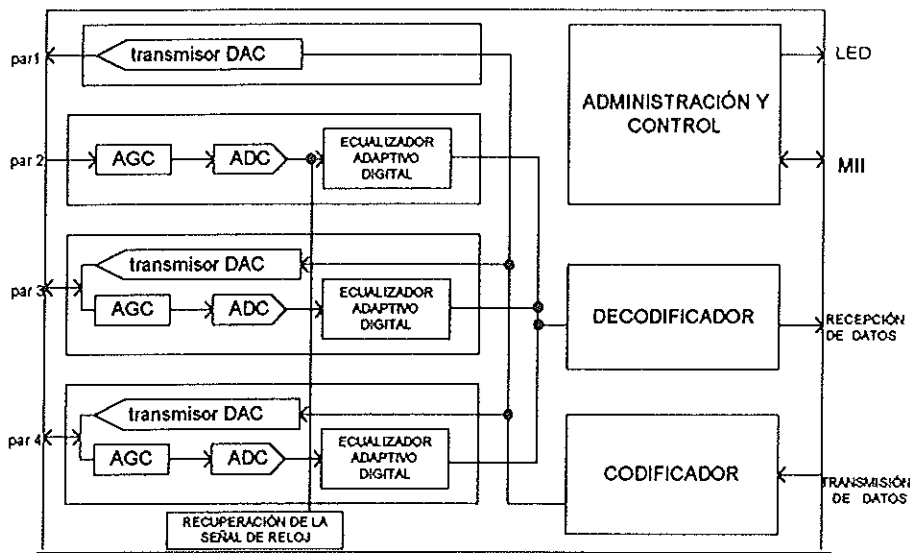 par1
transmisor DAC
par 2
AGC
ADC
ECUALIZADOR
ADAPTIVO
DIGITAL
par 3
transmisor DAC
AGC
ADC
ECUALIZADOR
ADAPTIVO
DIGITAL
par 4
transmisor DAC
AGC
ADC
ECUALIZADOR
ADAPTIVO
DIGITAL
RECUPERACIÓN DE LA
SEÑAL DE RELOJ
ADMINISTRACIÓN Y
CONTROL
LED
MII
DECODIFICADOR
RECEPCIÓN
DE DATOS
CODIFICADOR
TRANSMISIÓN
DE DATOS